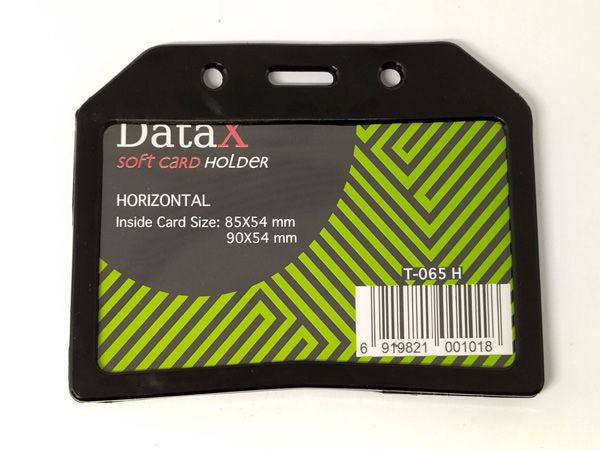 DataX
soft card Holder
HORIZONTAL
Inside Card Size: 85X54 mm
90X54 mm
T-065 H
6 919821 001018